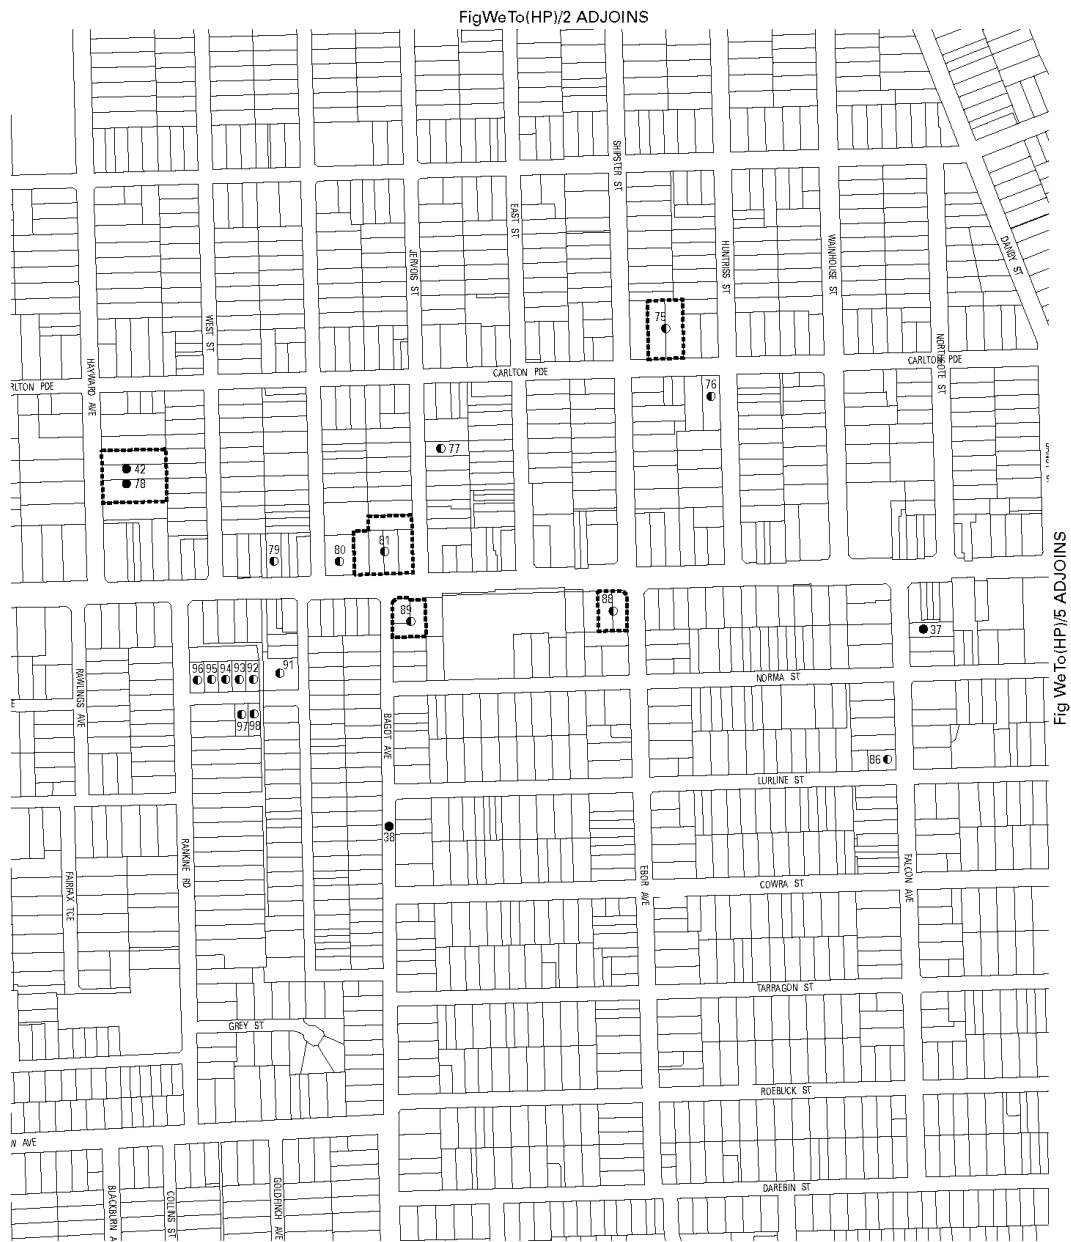 FigWeTo(HP)/2 ADJOINS
SHIPSTER ST
EAST ST
JERVOIS ST
HUNTRISS ST
WAINHOUSE ST
DANBY ST
75
WEST ST
HAYWARD AVE
RLTON PDE
CARLTON PDE
CARLTON PDE
NORTHCOTE ST
76
77
42
78
79
80
81
Fig WeTo(HP)/5 ADJOINS
89
88
37
96 95 94 93 92 91
NORMA ST
RAWLINGS AVE
E
97 98
BAGOT AVE
86
LURLINE ST
38
RANKINE RD
FAIRFAX TCE
EBOR AVE
COWRA ST
FALCON AVE
TARRAGON ST
GREY ST
ROEBUCK ST
N AVE
BLACKBURN A
COLLINS ST
GOLDFINCH AVE
DAREBIN ST